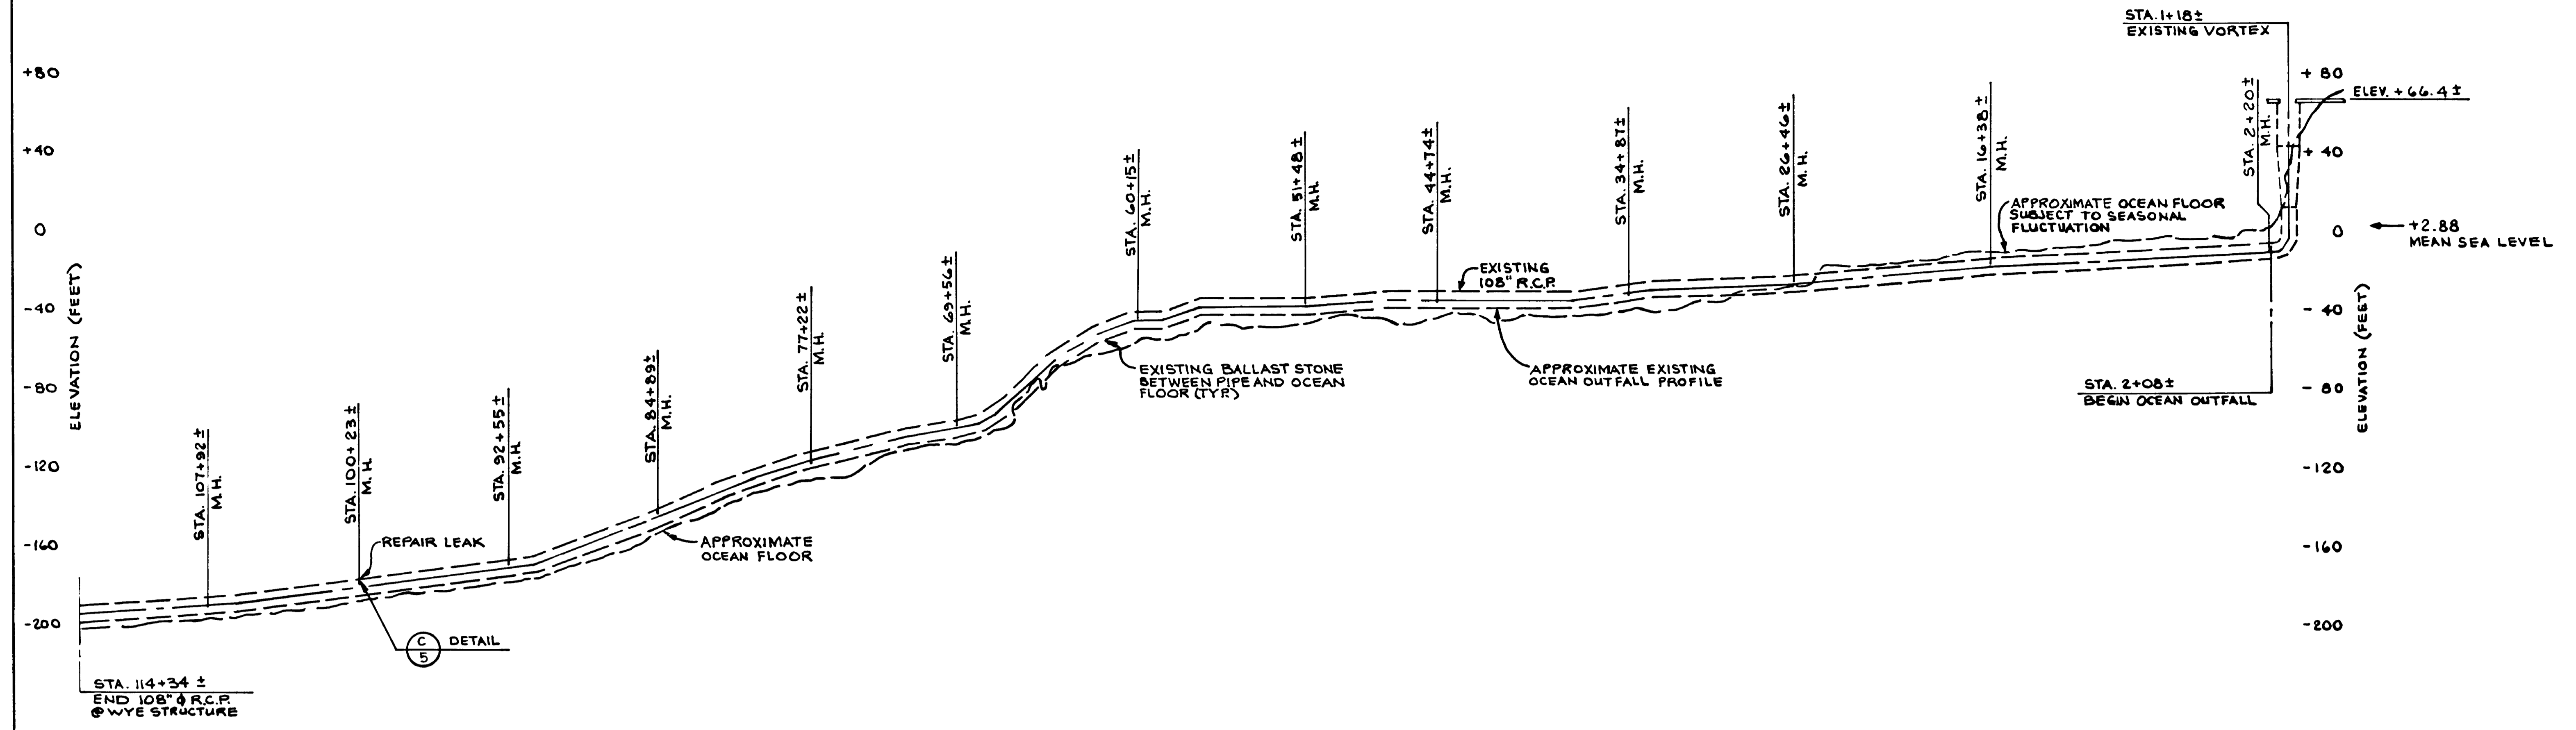 STA. 1+18±
EXISTING VORTEX
+80
+40
0
-40
-80
-120
-160
-200
ELEVATION (FEET)
STA. 107+92±
M.H.
STA. 100+23±
M.H.
STA. 92+55±
M.H.
STA. 84+89±
M.H.
STA. 77+22±
M.H.
STA. 69+56±
M.H.
STA. 60+15±
M.H.
STA. 51+48±
M.H.
STA. 44+74±
M.H.
STA. 34+87±
M.H.
STA. 26+46±
M.H.
STA. 16+38±
M.H.
STA. 2+20±
M.H.
+80
ELEV. +66.4±
+40
0
-40
-80
-120
-160
-200
ELEVATION (FEET)
+2.88
MEAN SEA LEVEL
APPROXIMATE OCEAN FLOOR
SUBJECT TO SEASONAL
FLUCTUATION
EXISTING
108" R.C.P.
EXISTING BALLAST STONE
BETWEEN PIPE AND OCEAN
FLOOR (TYP.)
APPROXIMATE EXISTING
OCEAN OUTFALL PROFILE
STA. 2+08±
BEGIN OCEAN OUTFALL
REPAIR LEAK
APPROXIMATE
OCEAN FLOOR
C
5
DETAIL
STA. 114+34 ±
END 108" φ R.C.P.
@ WYE STRUCTURE